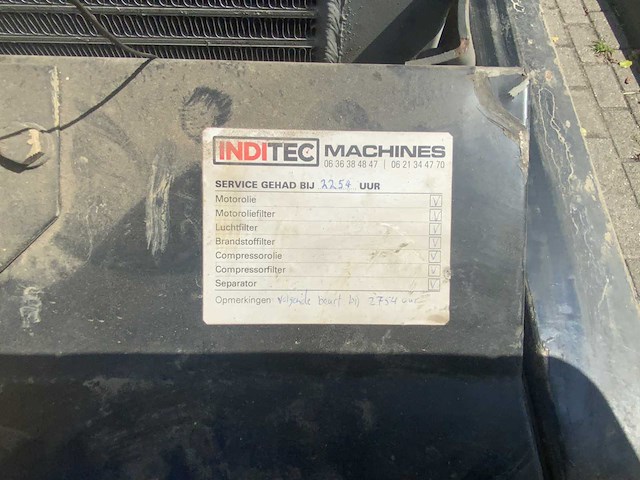 INDITEC MACHINES
06 36 38 48 47 | 06 21 34 47 70
SERVICE GEHAD BIJ 2254 UUR
Motorolie
Motoroliefilter
Luchtfilter
Brandstoffilter
Compressorolie
Compressorfilter
Separator
Opmerkingen: volgende beurt bij 2754 uur